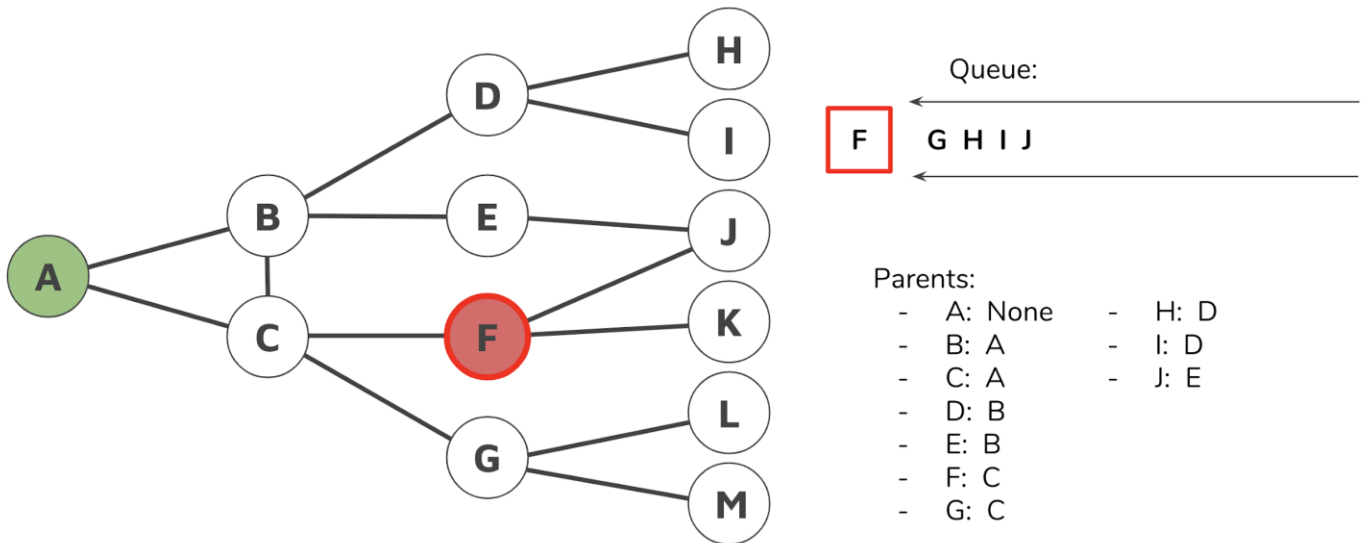 H
D
I
B
E
J
A
C
F
K
L
G
M
Queue:
F G H I J
Parents:
- A: None - H: D
- B: A - I: D
- C: A - J: E
- D: B
- E: B
- F: C
- G: C